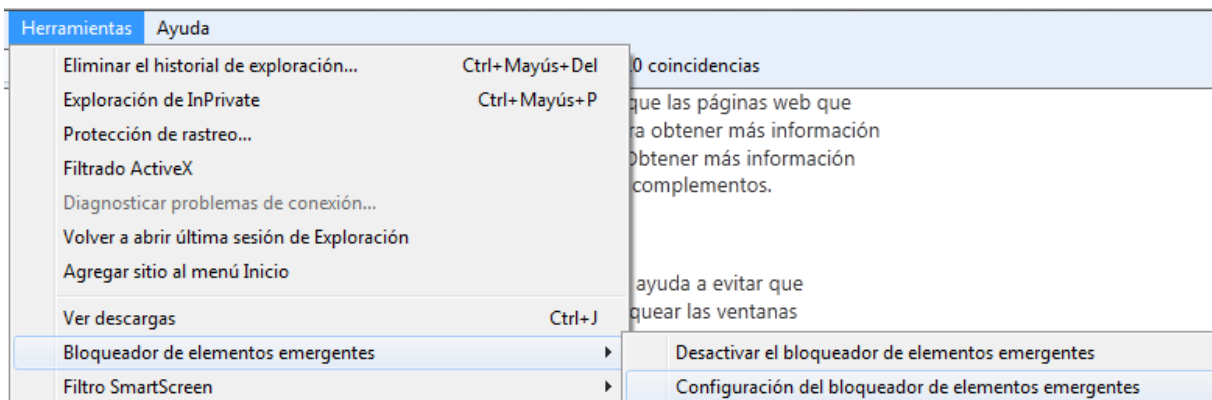 Herramientas Ayuda
Eliminar el historial de exploración... Ctrl+Mayús+Del
0 coincidencias
Exploración de InPrivate Ctrl+Mayús+P
que las páginas web que
Protección de rastreo...
ra obtener más información
Filtrado ActiveX
Obtener más información
Diagnosticar problemas de conexión...
complementos.
Volver a abrir última sesión de Exploración
Agregar sitio al menú Inicio
ayuda a evitar que
Ver descargas Ctrl+J
quear las ventanas
Bloqueador de elementos emergentes
Desactivar el bloqueador de elementos emergentes
Filtro SmartScreen
Configuración del bloqueador de elementos emergentes